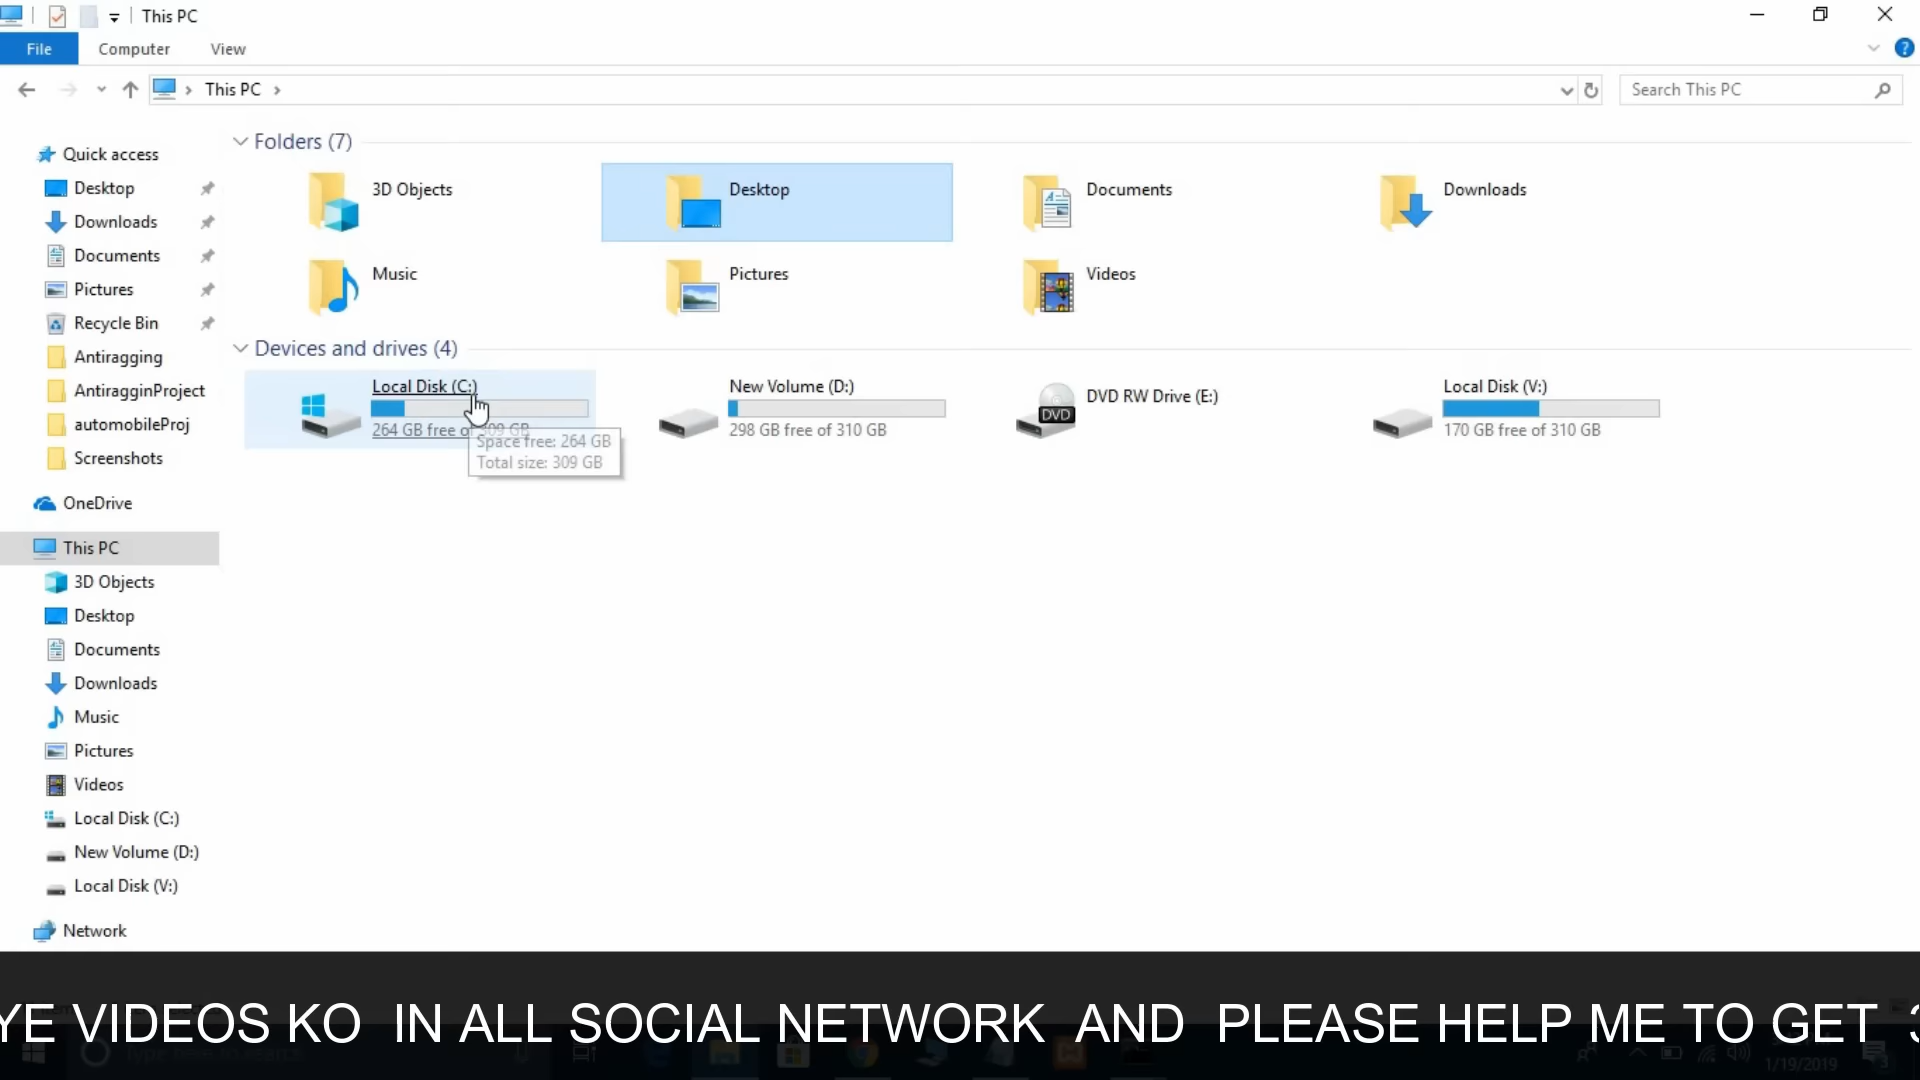 This PC
File Computer View
This PC
Search This PC
Quick access
Desktop
Downloads
Documents
Pictures
Recycle Bin
Antiragging
AntiragginProject
automobileProj
Screenshots
OneDrive
This PC
3D Objects
Desktop
Documents
Downloads
Music
Pictures
Videos
Local Disk (C:)
New Volume (D:)
Local Disk (V:)
Network
Folders (7)
3D Objects
Desktop
Documents
Downloads
Music
Pictures
Videos
Devices and drives (4)
Local Disk (C:)
264 GB free of 309 GB
Space free: 264 GB
Total size: 309 GB
New Volume (D:)
298 GB free of 310 GB
DVD RW Drive (E:)
DVD
Local Disk (V:)
170 GB free of 310 GB
YE VIDEOS KO IN ALL SOCIAL NETWORK AND PLEASE HELP ME TO GET
1/19/2019